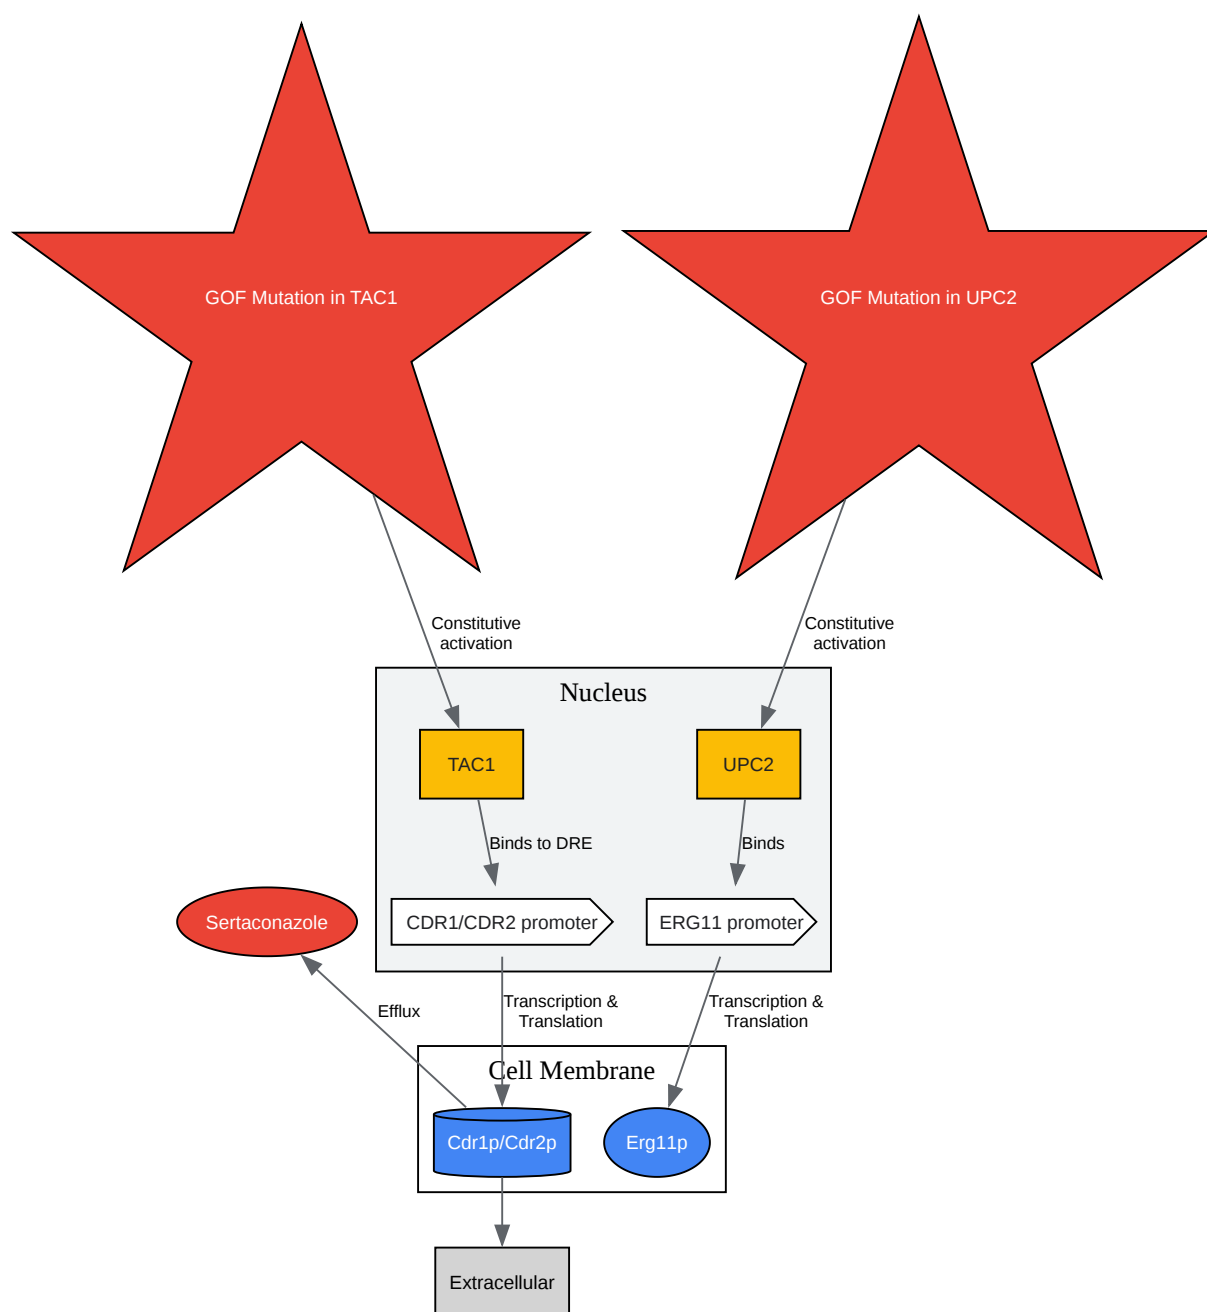 GOF Mutation in TAC1
GOF Mutation in UPC2
Constitutive
activation
Constitutive
activation
Nucleus
TAC1
UPC2
Binds to DRE
Binds
Sertaconazole
CDR1/CDR2 promoter
ERG11 promoter
Efflux
Transcription &
Translation
Transcription &
Translation
Cell Membrane
Cdr1p/Cdr2p
Erg11p
Extracellular